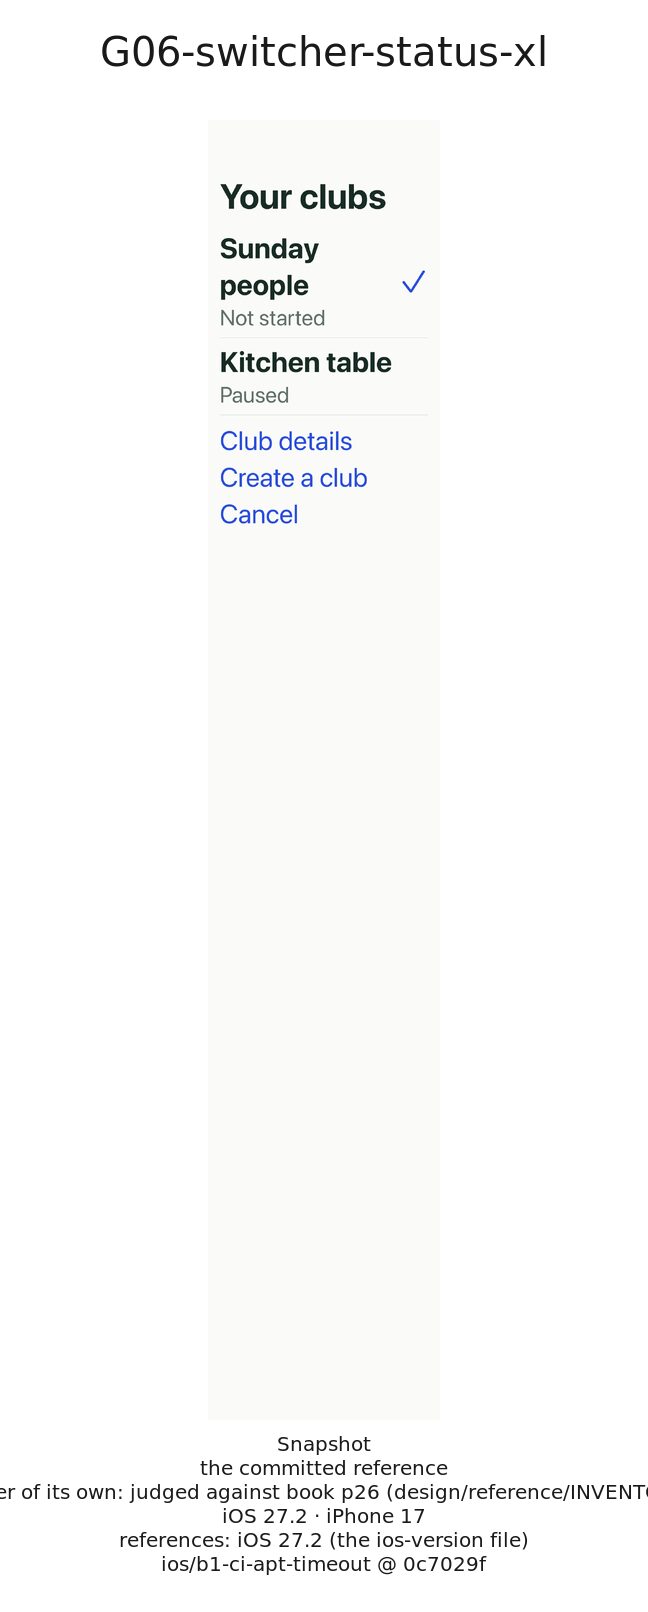 G06-switcher-status-xl
Your clubs
Sunday
people
Not started
Kitchen table
Paused
Club details
Create a club
Cancel
Snapshot
the committed reference
er of its own: judged against book p26 (design/reference/INVENT
iOS 27.2 · iPhone 17
references: iOS 27.2 (the ios-version file)
ios/b1-ci-apt-timeout @ 0c7029f